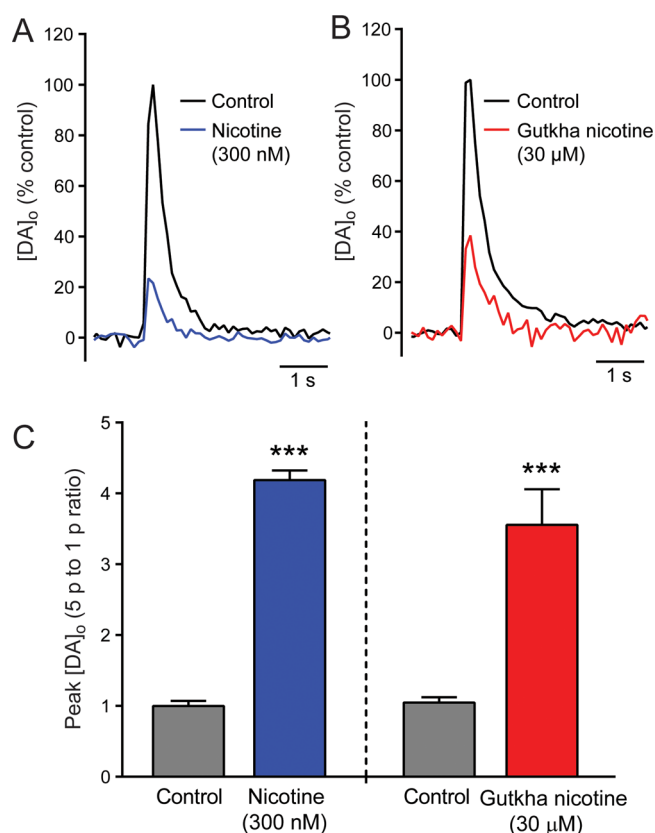 A
[DA]o (% control)
120
100
80
60
40
20
0
Control
Nicotine
(300 nM)
1 s
B
[DA]o (% control)
120
100
80
60
40
20
0
Control
Gutkha nicotine
(30 µM)
1 s
C
Peak [DA]o (5 p to 1 p ratio)
5
4
3
2
1
0
***
***
Control
Nicotine
(300 nM)
Control
Gutkha nicotine
(30 µM)